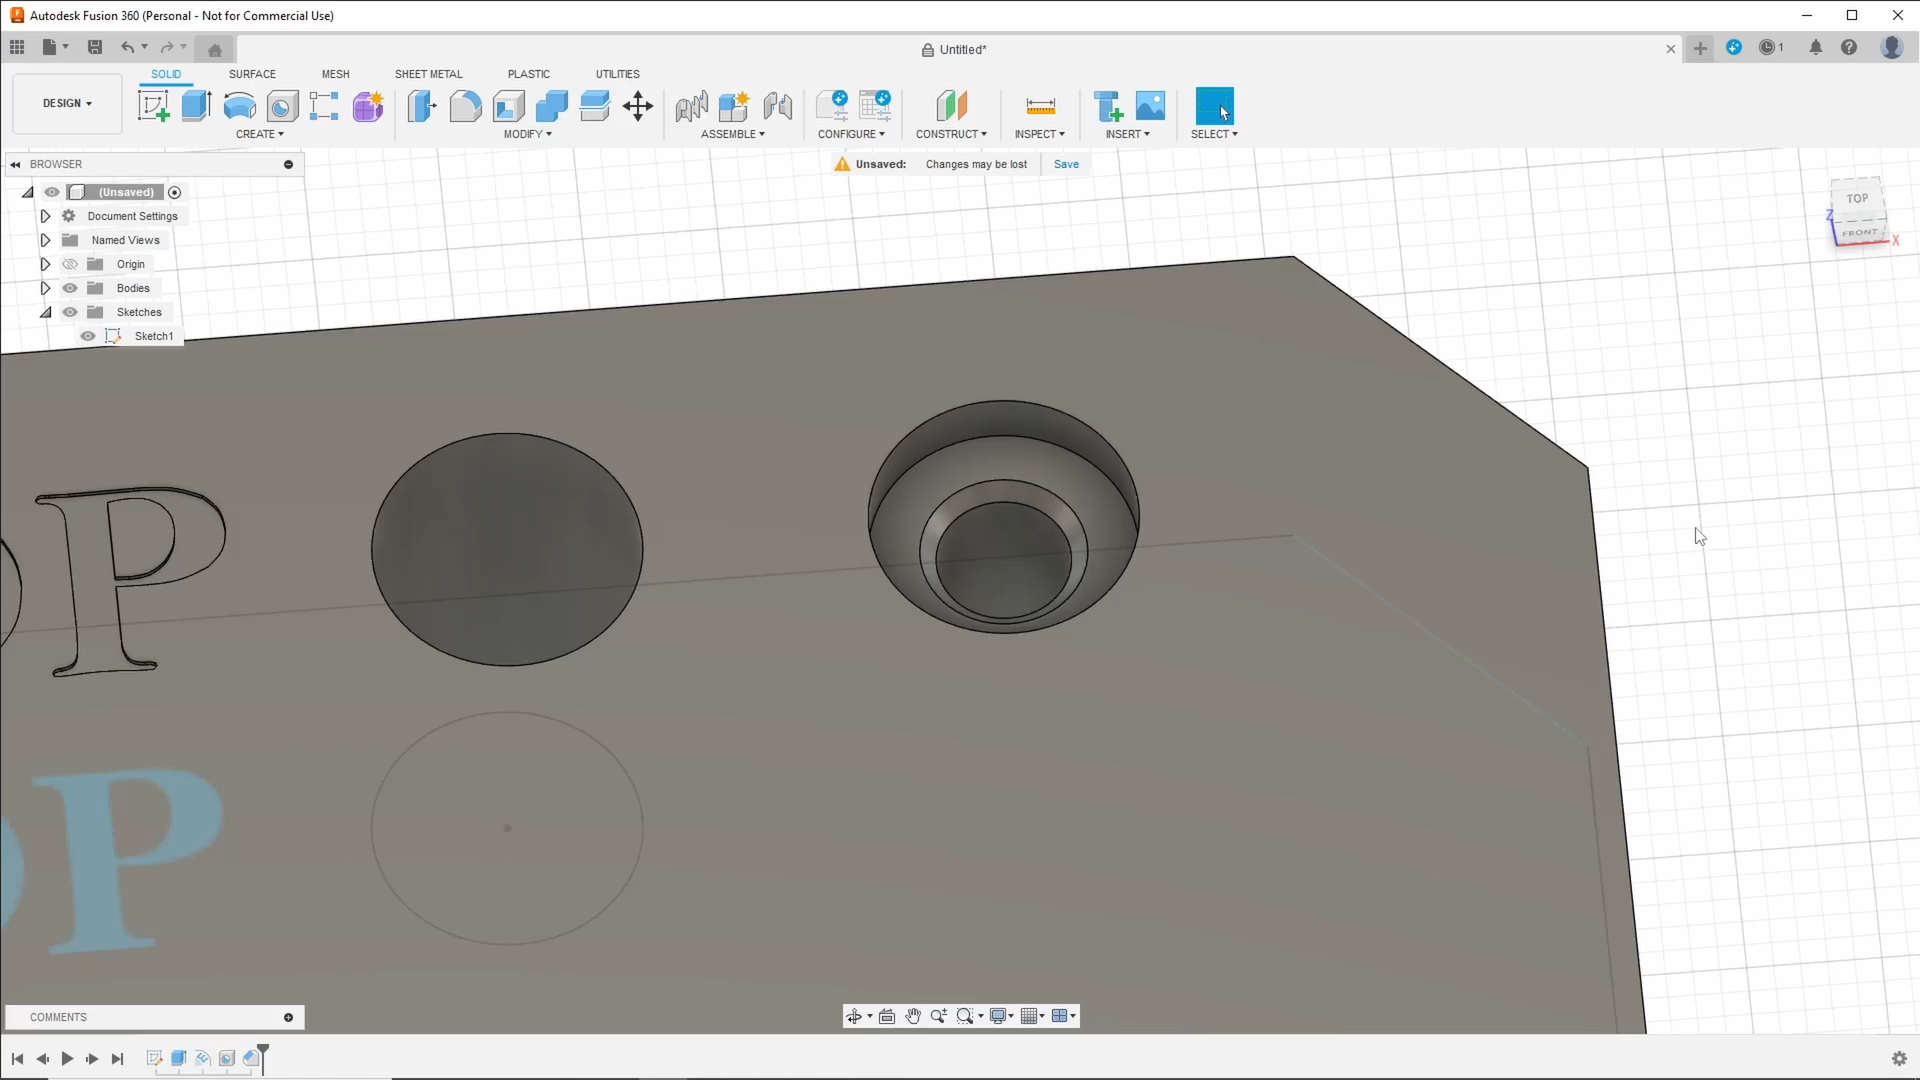 Autodesk Fusion 360 (Personal - Not for Commercial Use)
Untitled*
1
DESIGN
SOLID SURFACE MESH SHEET METAL PLASTIC UTILITIES
CREATE MODIFY ASSEMBLE CONFIGURE CONSTRUCT INSPECT INSERT SELECT
BROWSER
Unsaved: Changes may be lost Save
(Unsaved)
Document Settings
Named Views
Origin
Bodies
Sketches
Sketch1
TOP
FRONT
Z
X
P
P
COMMENTS